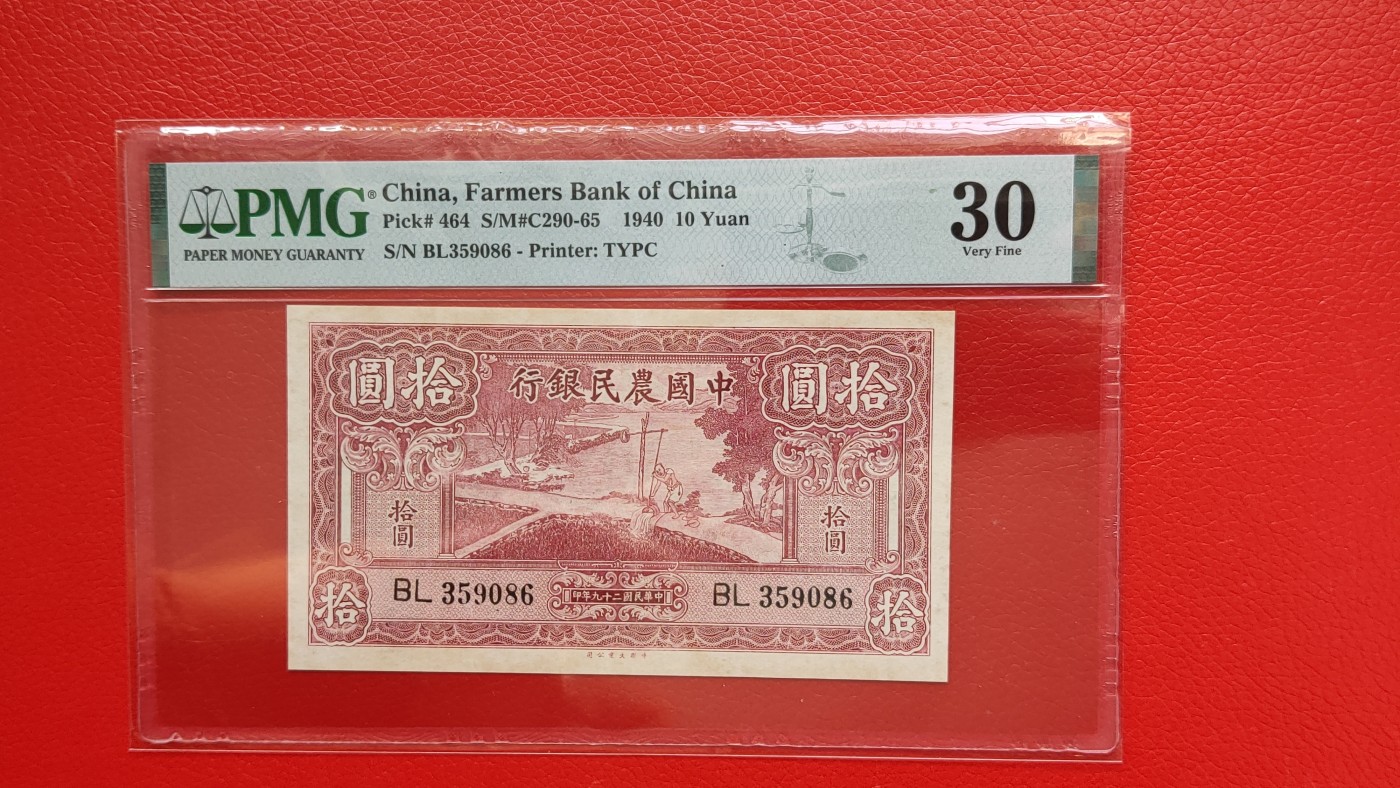 PMG®
PAPER MONEY GUARANTY
China, Farmers Bank of China
Pick# 464 S/M#C290-65 1940 10 Yuan
S/N BL359086 - Printer: TYPC
30
Very Fine
圓拾
行銀民農國中
圓拾
拾圓
拾圓
拾
BL 359086
印年九十二國民華中
BL 359086
拾